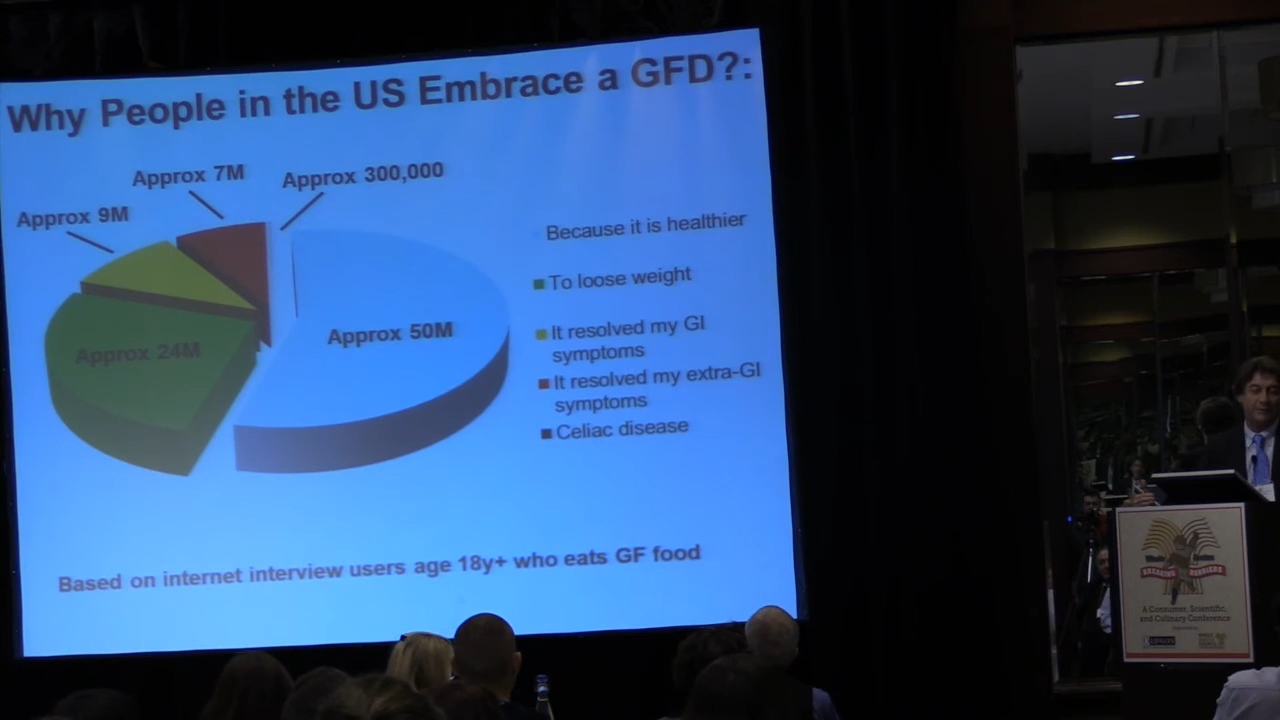 Why People in the US Embrace a GFD?:
Approx 7M
Approx 300,000
Approx 9M
Approx 50M
Approx 24M
Because it is healthier
To loose weight
It resolved my GI
symptoms
It resolved my extra-GI
symptoms
Celiac disease
Based on internet interview users age 18y+ who eats GF food
BREAKING BARRIERS
A Consumer, Scientific,
and Culinary Conference